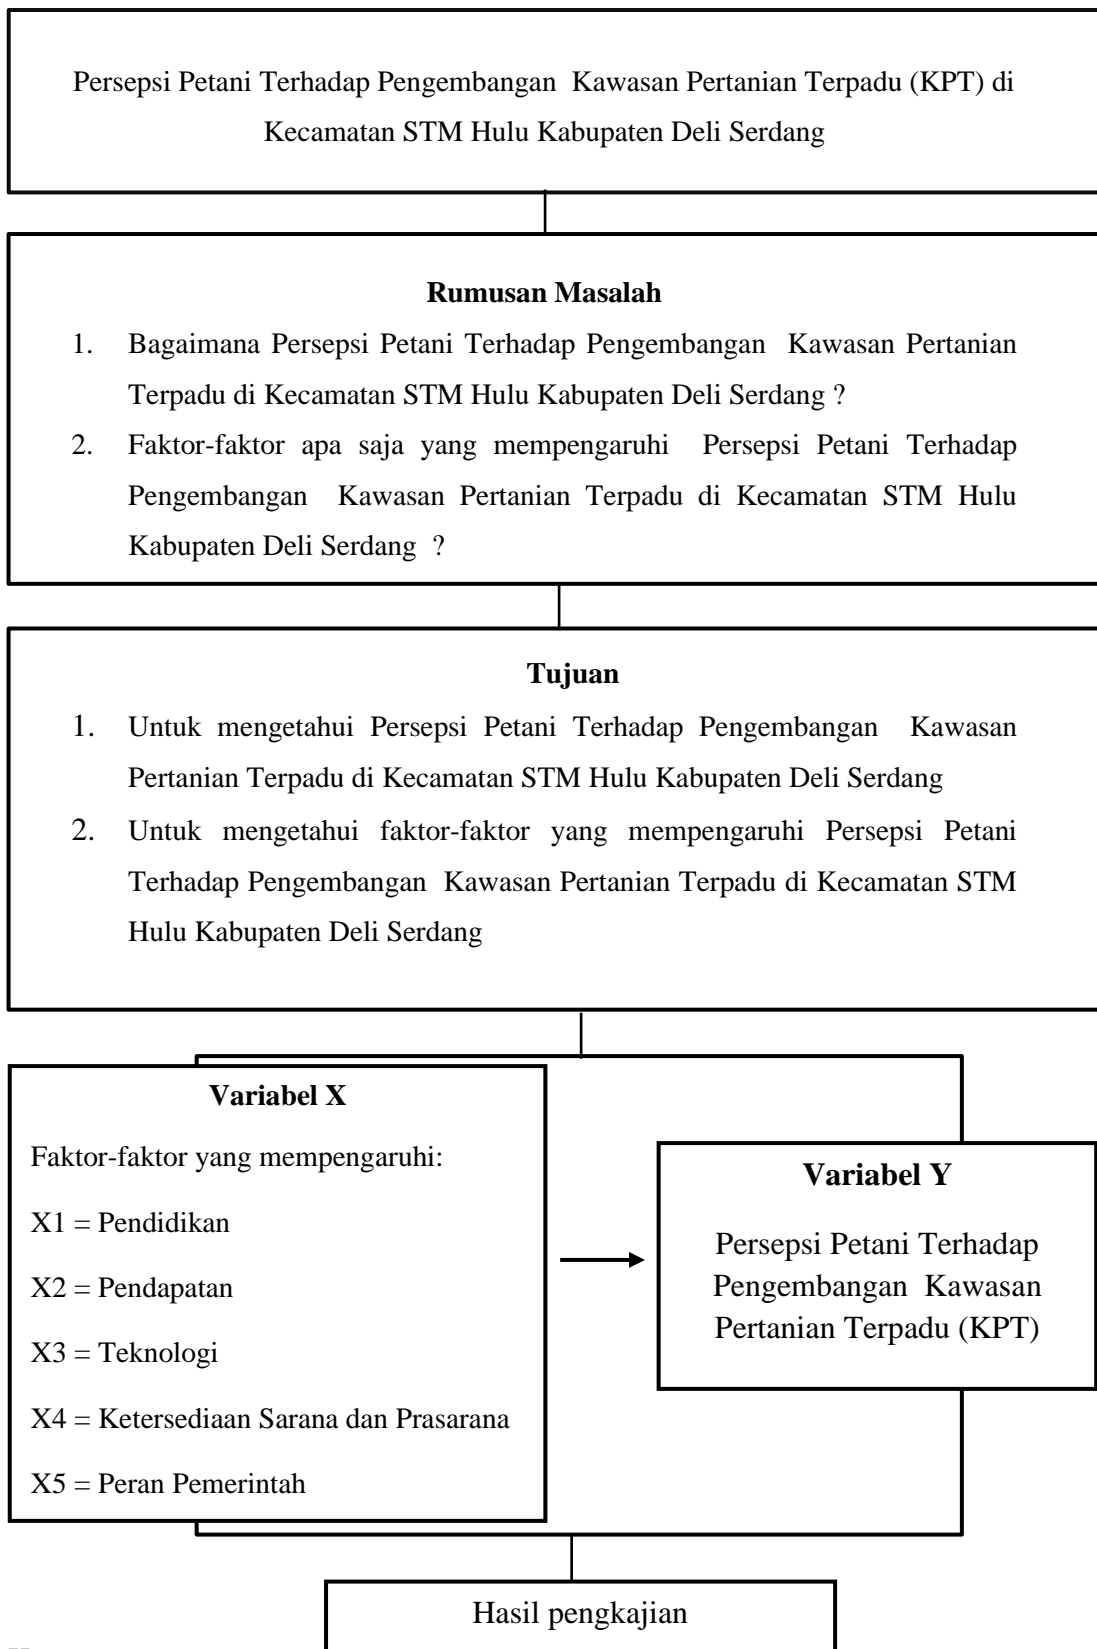 Persepsi Petani Terhadap Pengembangan Kawasan Pertanian Terpadu (KPT) di
Kecamatan STM Hulu Kabupaten Deli Serdang
Rumusan Masalah
1. Bagaimana Persepsi Petani Terhadap Pengembangan Kawasan Pertanian
Terpadu di Kecamatan STM Hulu Kabupaten Deli Serdang ?
2. Faktor-faktor apa saja yang mempengaruhi Persepsi Petani Terhadap
Pengembangan Kawasan Pertanian Terpadu di Kecamatan STM Hulu
Kabupaten Deli Serdang ?
Tujuan
1. Untuk mengetahui Persepsi Petani Terhadap Pengembangan Kawasan
Pertanian Terpadu di Kecamatan STM Hulu Kabupaten Deli Serdang
2. Untuk mengetahui faktor-faktor yang mempengaruhi Persepsi Petani
Terhadap Pengembangan Kawasan Pertanian Terpadu di Kecamatan STM
Hulu Kabupaten Deli Serdang
Variabel X
Faktor-faktor yang mempengaruhi:
X1 = Pendidikan
X2 = Pendapatan
X3 = Teknologi
X4 = Ketersediaan Sarana dan Prasarana
X5 = Peran Pemerintah
Variabel Y
Persepsi Petani Terhadap
Pengembangan Kawasan
Pertanian Terpadu (KPT)
Hasil pengkajian